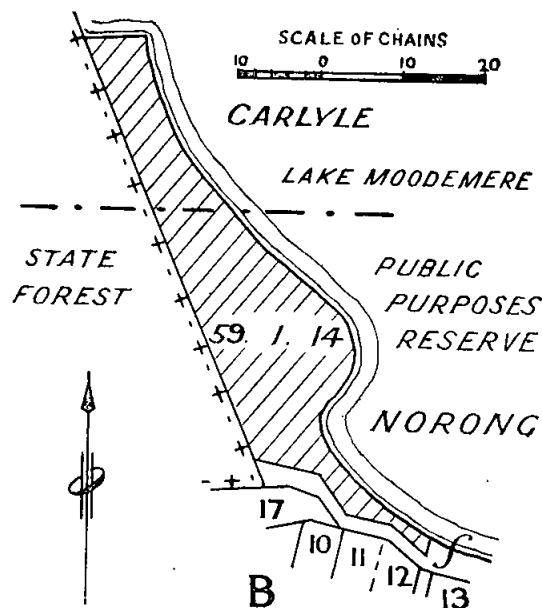 SCALE OF CHAINS
10 0 10 20
CARLYLE
LAKE MOODEMERE
STATE
FOREST
PUBLIC
PURPOSES
RESERVE
59. 1. 14
NORONG
17
10
11
12
13
B